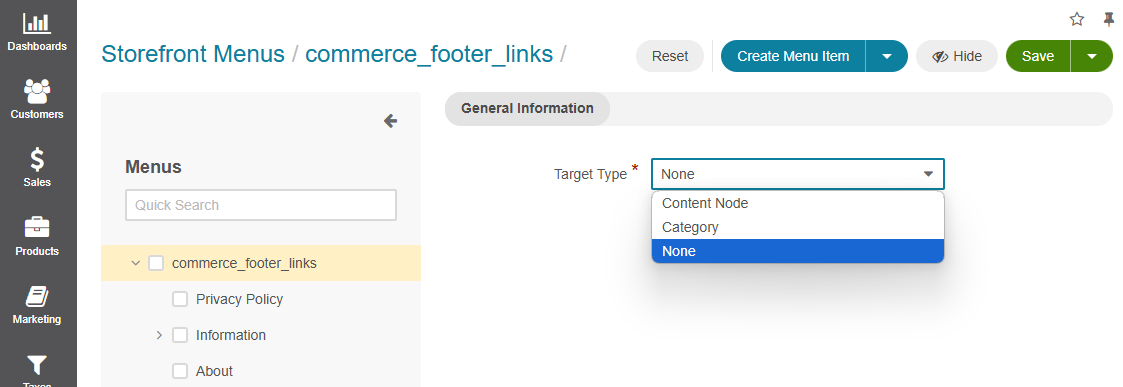 Dashboards
Customers
Sales
Products
Marketing
Taxes
Storefront Menus / commerce_footer_links /
Reset
Create Menu Item
Hide
Save
Menus
Quick Search
commerce_footer_links
Privacy Policy
Information
About
General Information
Target Type *
None
Content Node
Category
None